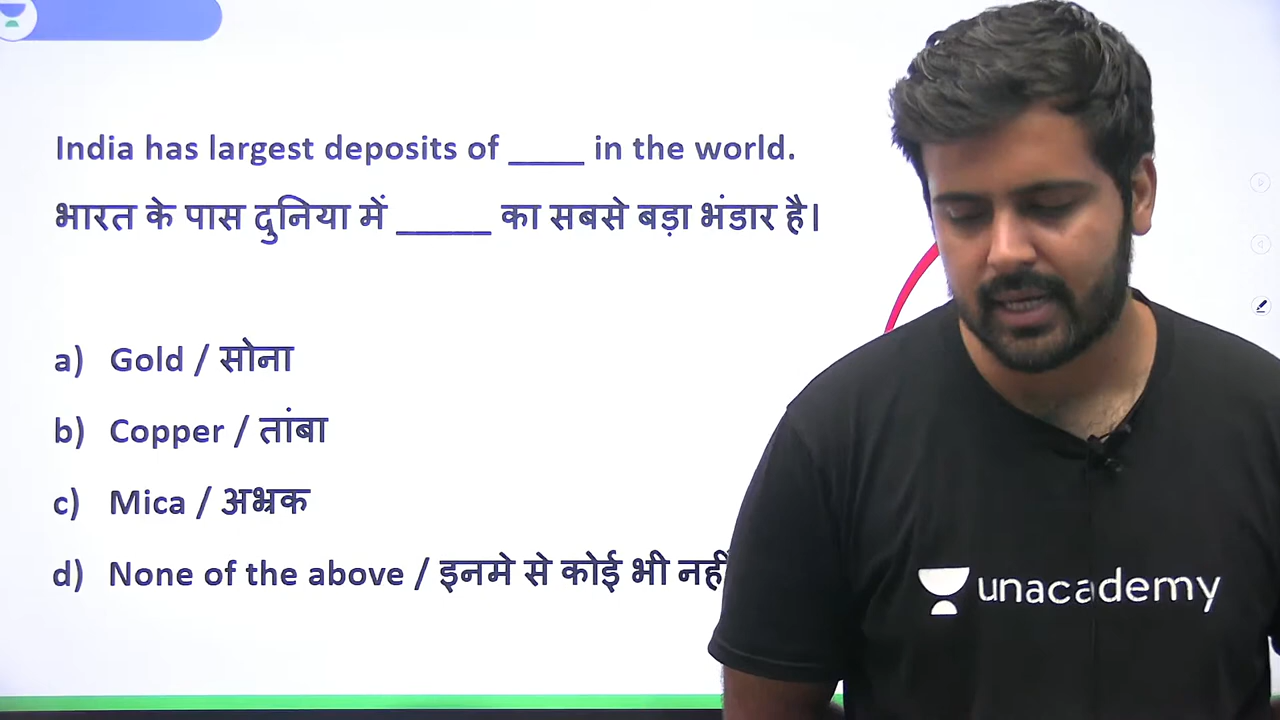 India has largest deposits of ____ in the world.
भारत के पास दुनिया में _____ का सबसे बड़ा भंडार है।
a) Gold / सोना
b) Copper / तांबा
c) Mica / अभ्रक
d) None of the above / इनमे से कोई भी नहीं
unacademy